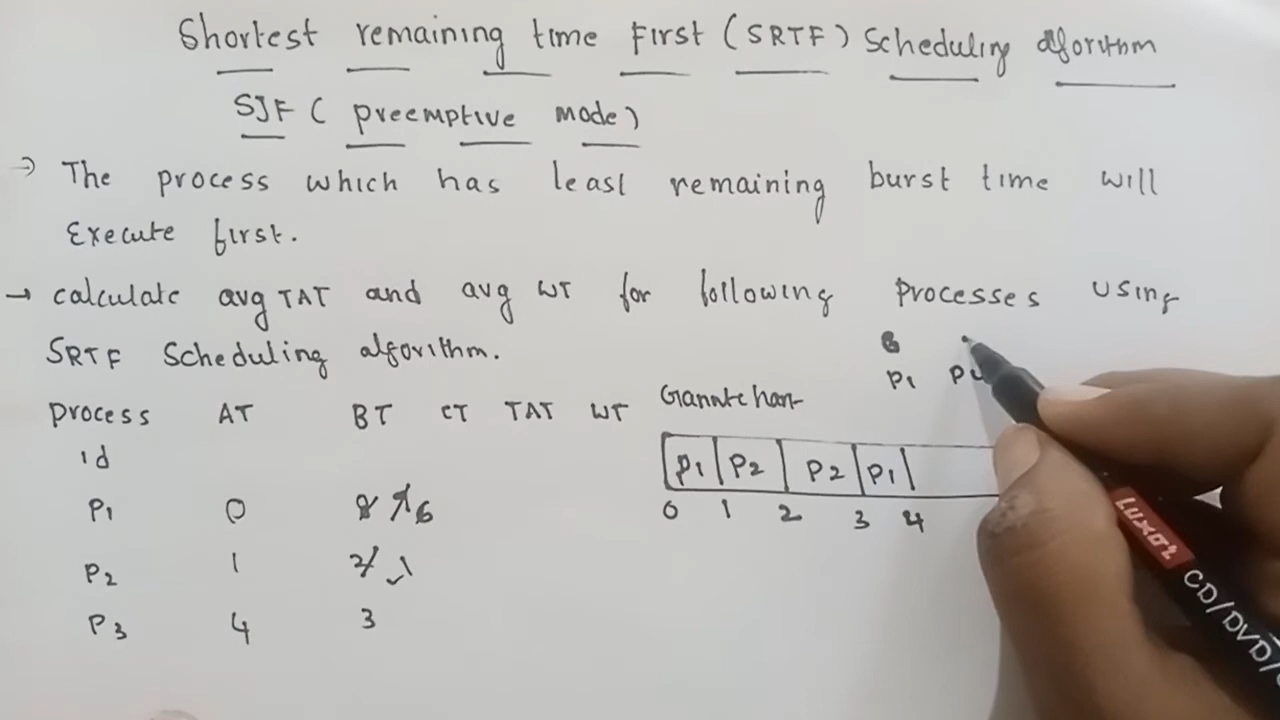 Shortest remaining time First (SRTF) Scheduling algorithm
SJF ( preemptive mode)
→ The process which has least remaining burst time will
Execute first.
→ calculate avg TAT and avg WT for following processes using
SRTF Scheduling algorithm.
process id AT BT CT TAT WT
P1 0 8 7 6
P2 1 2 1
P3 4 3
Ganntchart
6
P1 P2
P1 P2 P2 P1
0 1 2 3 4
LUXOR
CD/DVD/